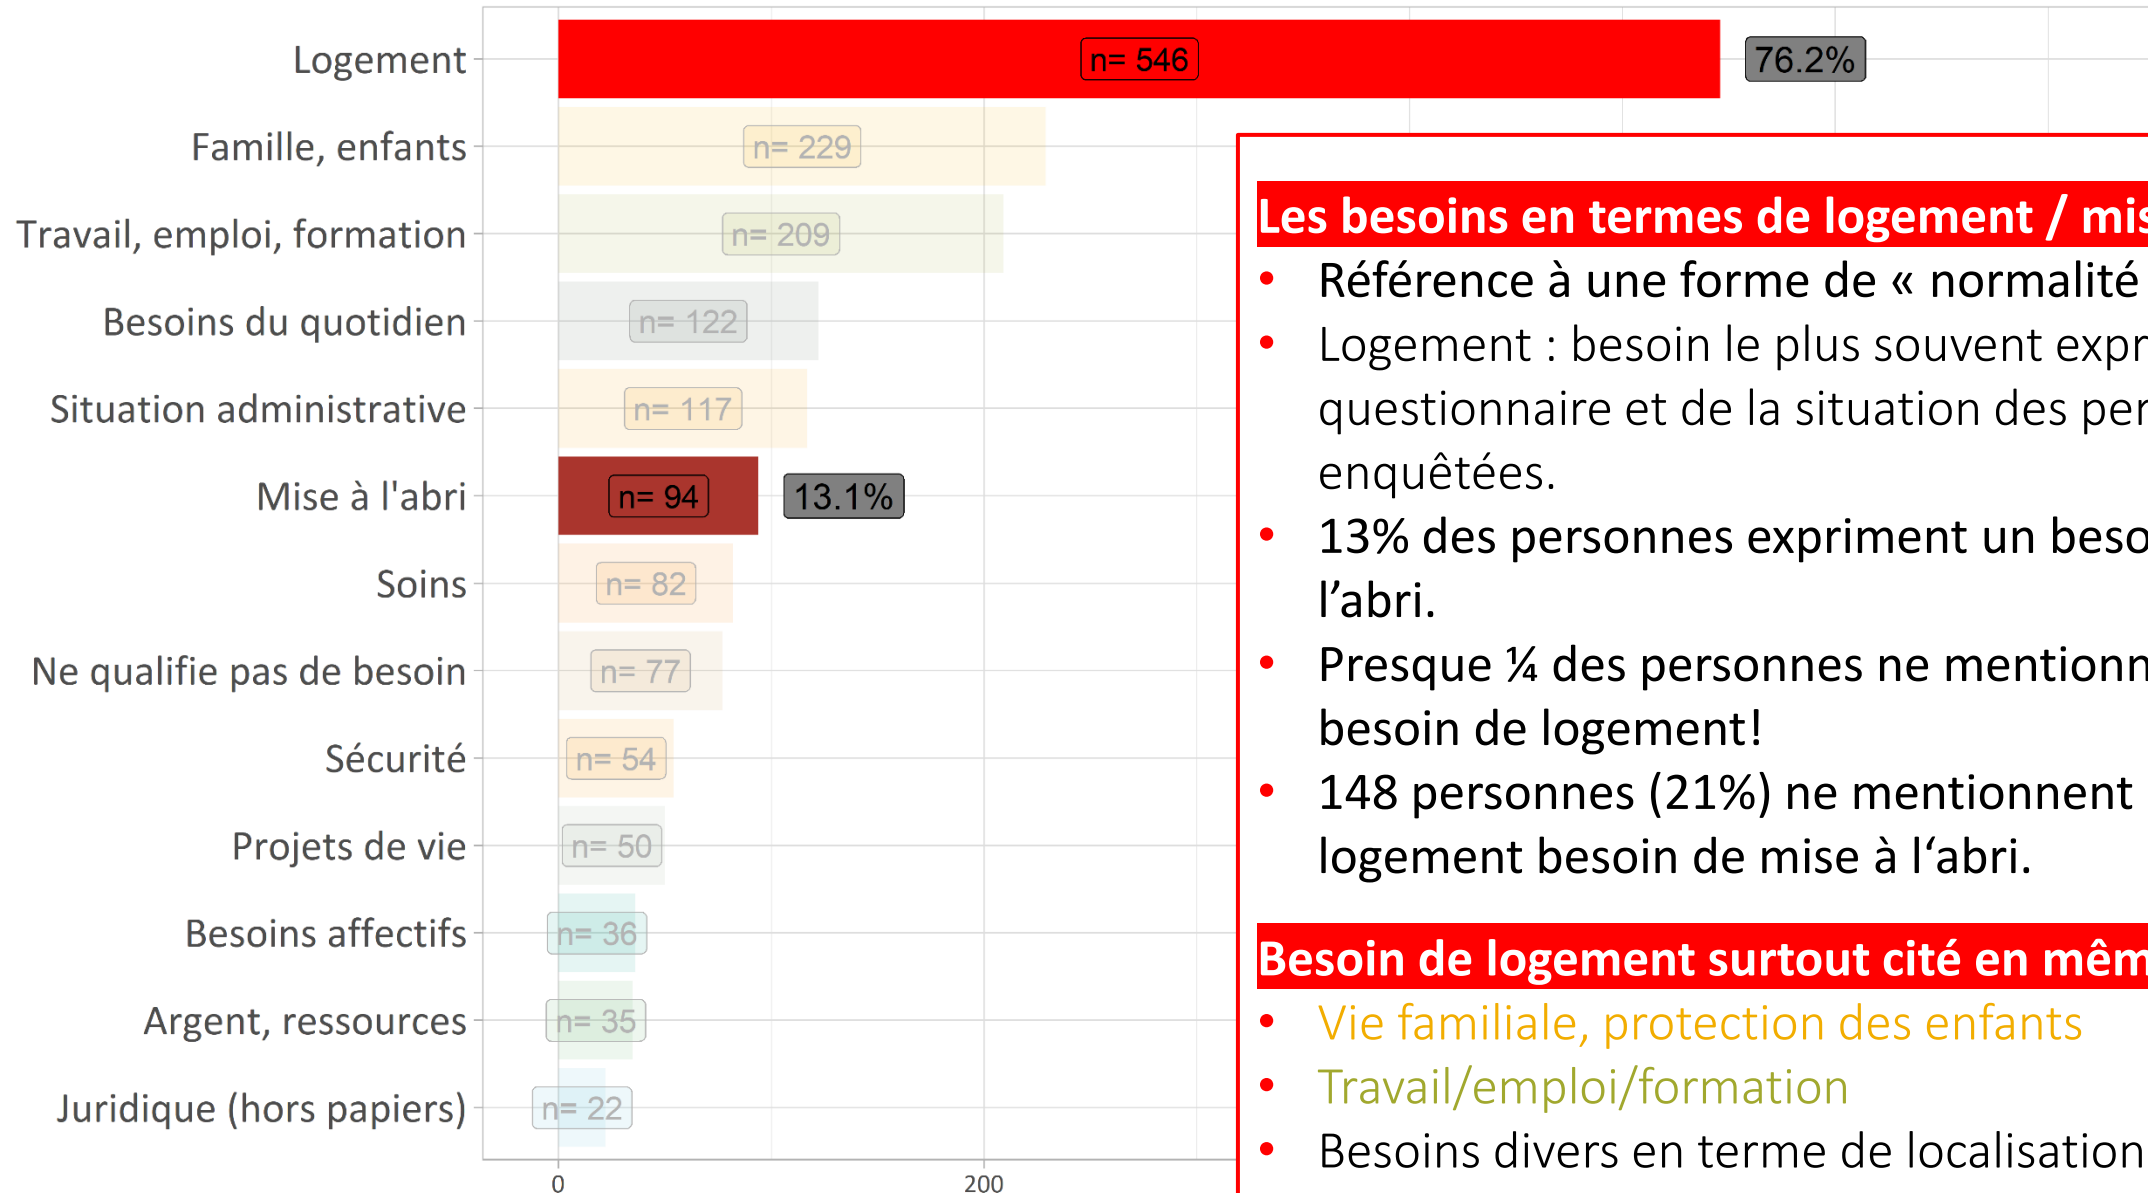 Logement
n= 546
76.2%
Famille, enfants
n= 229
Travail, emploi, formation
n= 209
Besoins du quotidien
n= 122
Situation administrative
n= 117
Mise à l'abri
n= 94
13.1%
Soins
n= 82
Ne qualifie pas de besoin
n= 77
Sécurité
n= 54
Projets de vie
n= 50
Besoins affectifs
n= 36
Argent, ressources
n= 35
Juridique (hors papiers)
n= 22
0
200
Les besoins en termes de logement / mis
• Référence à une forme de « normalité
• Logement : besoin le plus souvent expr
questionnaire et de la situation des per
enquêtées.
• 13% des personnes expriment un beso
l’abri.
• Presque ¼ des personnes ne mentionn
besoin de logement!
• 148 personnes (21%) ne mentionnent
logement besoin de mise à l‘abri.
Besoin de logement surtout cité en mêm
• Vie familiale, protection des enfants
• Travail/emploi/formation
• Besoins divers en terme de localisation